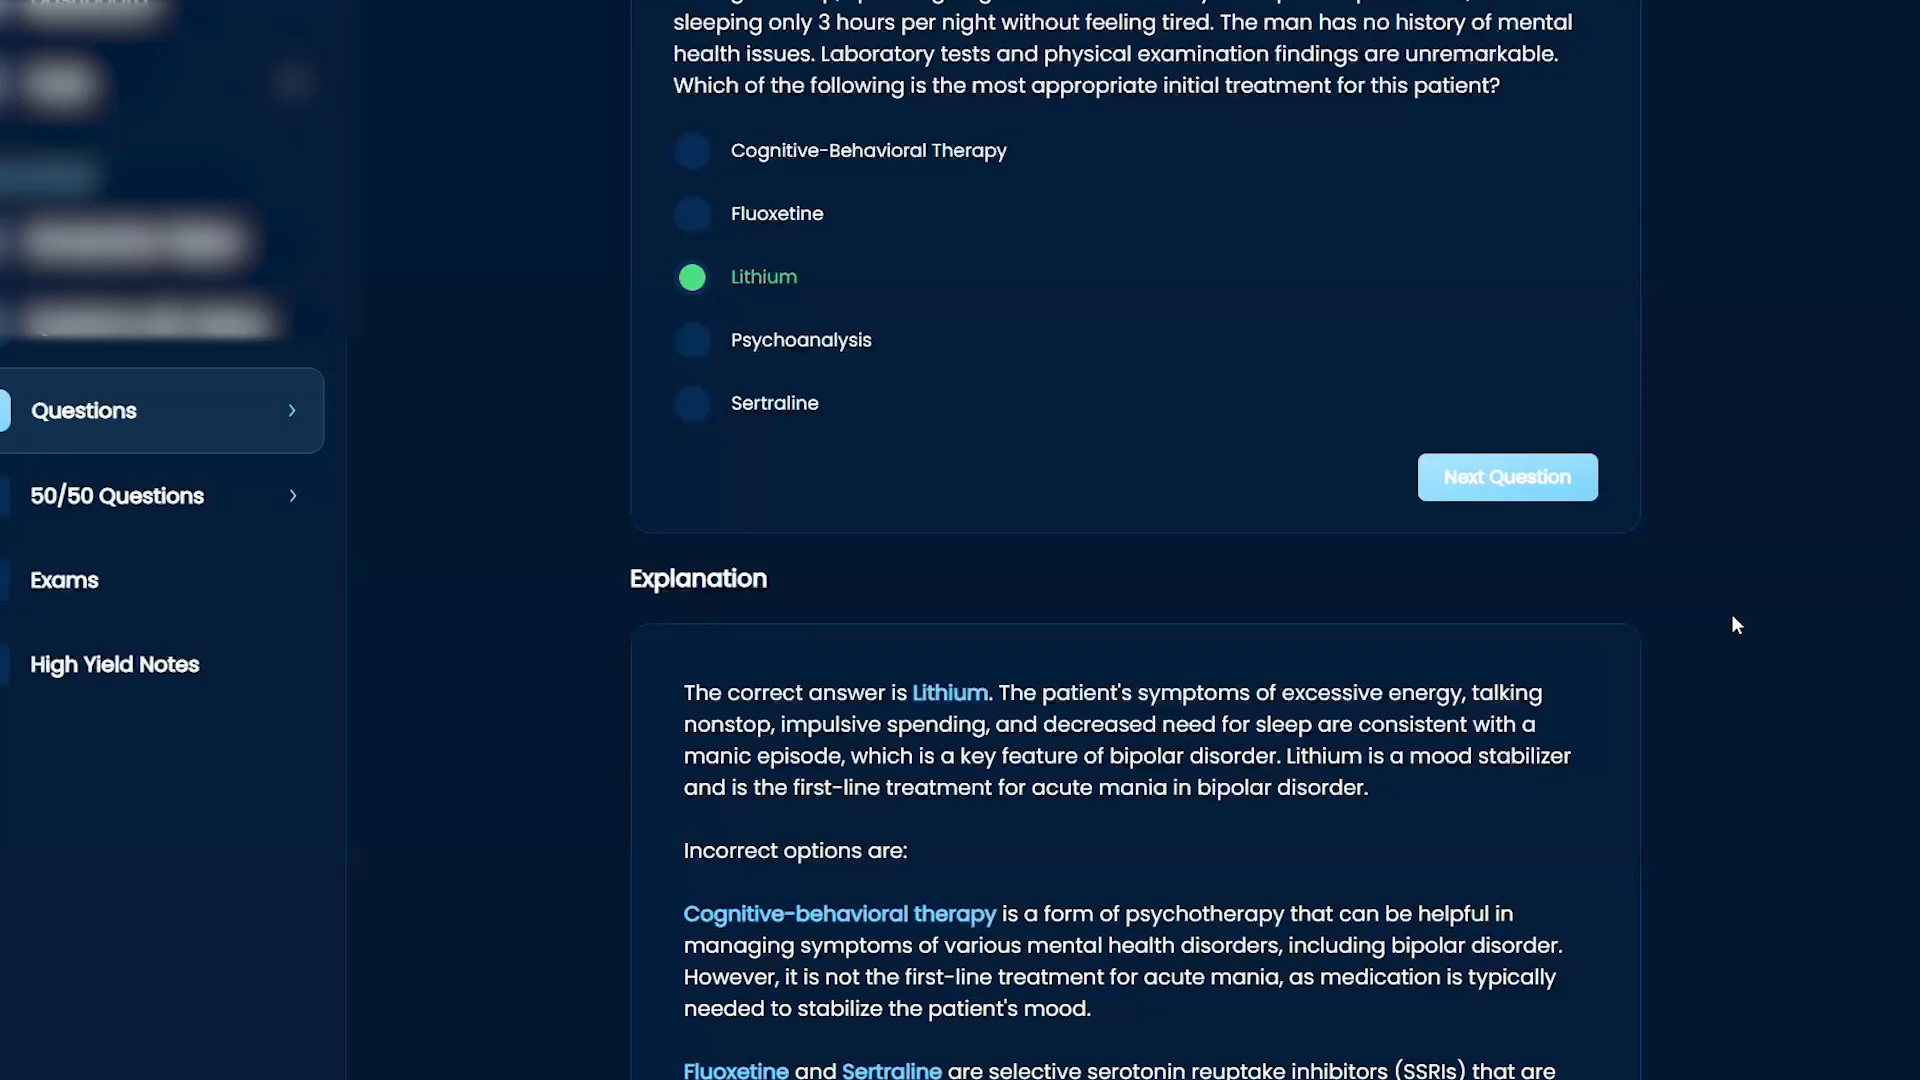 sleeping only 3 hours per night without feeling tired. The man has no history of mental
health issues. Laboratory tests and physical examination findings are unremarkable.
Which of the following is the most appropriate initial treatment for this patient?
Cognitive-Behavioral Therapy
Fluoxetine
Lithium
Psychoanalysis
Sertraline
Next Question
Questions
50/50 Questions
Exams
High Yield Notes
Explanation
The correct answer is Lithium. The patient's symptoms of excessive energy, talking
nonstop, impulsive spending, and decreased need for sleep are consistent with a
manic episode, which is a key feature of bipolar disorder. Lithium is a mood stabilizer
and is the first-line treatment for acute mania in bipolar disorder.
Incorrect options are:
Cognitive-behavioral therapy is a form of psychotherapy that can be helpful in
managing symptoms of various mental health disorders, including bipolar disorder.
However, it is not the first-line treatment for acute mania, as medication is typically
needed to stabilize the patient's mood.
Fluoxetine and Sertraline are selective serotonin reuptake inhibitors (SSRIs) that are